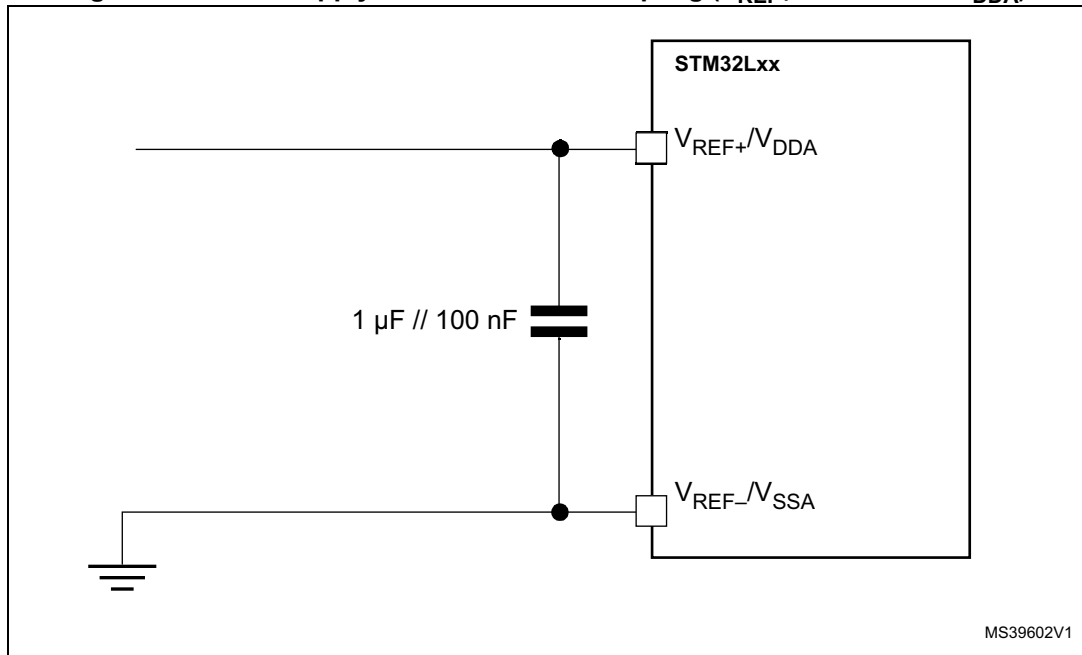 STM32Lxx
VREF+/VDDA
1 µF // 100 nF
VREF–/VSSA
MS39602V1